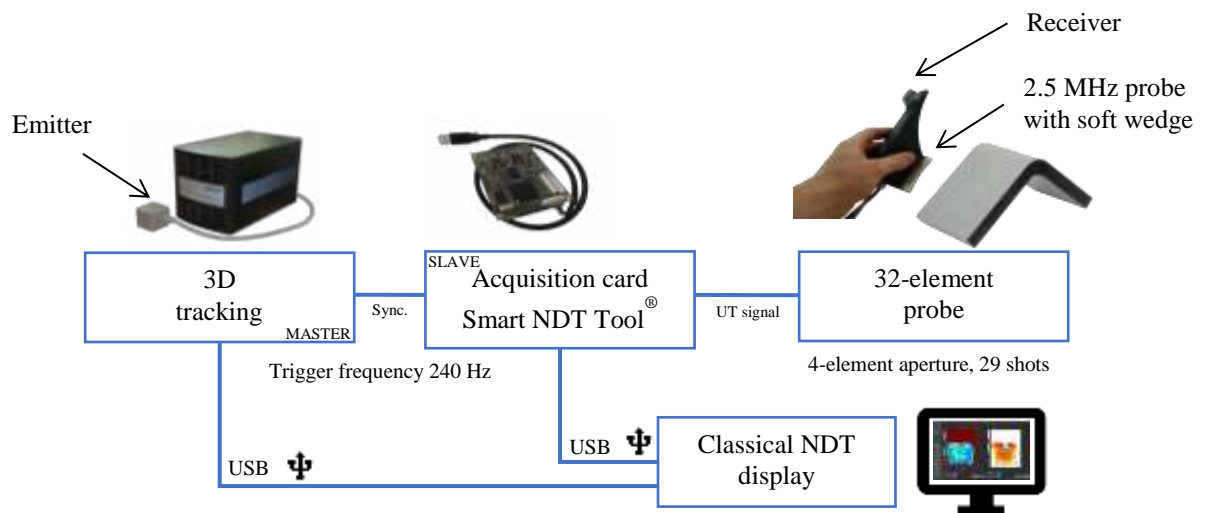 Receiver
2.5 MHz probe
with soft wedge
Emitter
3D
tracking
MASTER
Sync.
SLAVE
Acquisition card
Smart NDT Tool®
UT signal
32-element
probe
Trigger frequency 240 Hz
4-element aperture, 29 shots
USB
Classical NDT
display
USB